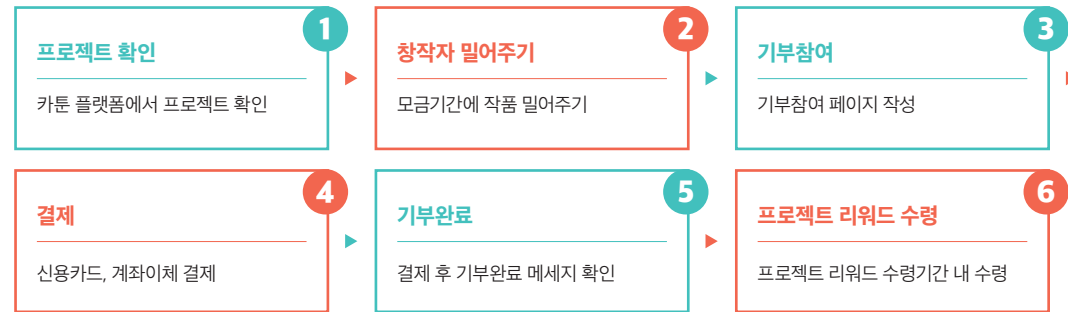 1
프로젝트 확인
카툰 플랫폼에서 프로젝트 확인
2
창작자 밀어주기
모금기간에 작품 밀어주기
3
기부참여
기부참여 페이지 작성
4
결제
신용카드, 계좌이체 결제
5
기부완료
결제 후 기부완료 메세지 확인
6
프로젝트 리워드 수령
프로젝트 리워드 수령기간 내 수령